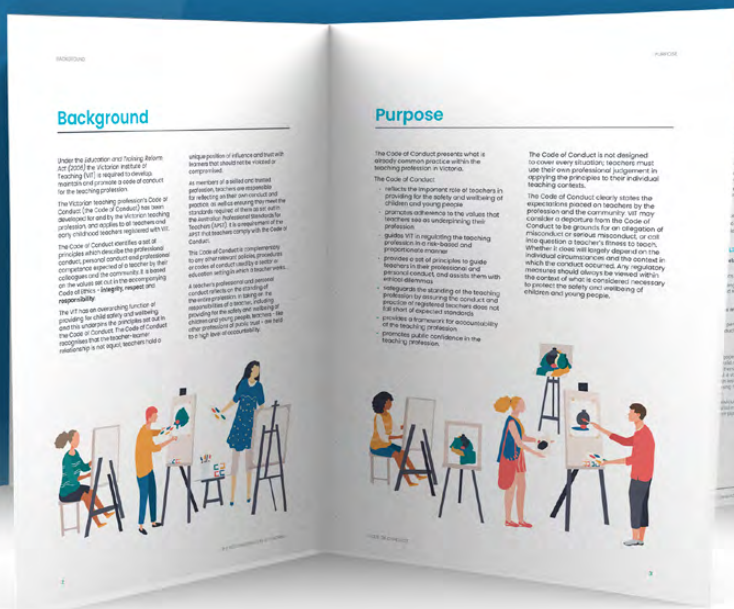 BACKGROUND
Background
Under the Education and Training Reform
Act (2006) the Victorian Institute of
Teaching (VIT) is required to develop,
maintain and promote a code of conduct
for the teaching profession.
The Victorian teaching profession's Code of
Conduct (the Code of Conduct) has been
developed for and by the Victorian teaching
profession, and applies to all teachers and
early childhood teachers registered with VIT.
The Code of Conduct identifies a set of
principles which describe the professional
conduct, personal conduct and professional
competence expected of a teacher by their
colleagues and the community. It is based
on the values set out in the accompanying
Code of Ethics - integrity, respect and
responsibility.
The VIT has an overarching function of
providing for child safety and wellbeing
and this underpins the principles set out in
the Code of Conduct. The Code of Conduct
recognises that the teacher-learner
relationship is not equal; teachers hold a
unique position of influence and trust with
learners that should not be violated or
compromised.
As members of a skilled and trusted
profession, teachers are responsible
for reflecting on their own conduct and
practice, as well as ensuring they meet the
standards required of them as set out in
the Australian Professional Standards for
Teachers (APST). It is a requirement of the
APST that teachers comply with the Code of
Conduct.
This Code of Conduct is complementary
to any other relevant policies, procedures
or codes of conduct used by a sector or
education setting in which a teacher works.
A teacher's professional and personal
conduct reflects on the standing of
the entire profession. In taking on the
responsibilities of a teacher, including
providing for the safety and wellbeing of
children and young people, teachers - like
other professions of public trust - are held
to a high level of accountability.
2
PURPOSE
Purpose
The Code of Conduct presents what is
already common practice within the
teaching profession in Victoria.
The Code of Conduct
- reflects the important role of teachers in
providing for the safety and wellbeing of
children and young people
- promotes adherence to the values that
teachers see as underpinning their
profession
- guides VIT in regulating the teaching
profession in a risk-based and
proportionate manner
- provides a set of principles to guide
teachers in their professional and
personal conduct, and assists them with
ethical dilemmas
- safeguards the standing of the teaching
profession by assuring the conduct and
practice of registered teachers does not
fall short of expected standards
- provides a framework for accountability
of the teaching profession
- promotes public confidence in the
teaching profession.
The Code of Conduct is not designed
to cover every situation; teachers must
use their own professional judgement in
applying the principles to their individual
teaching contexts.
The Code of Conduct clearly states the
expectations placed on teachers by the
profession and the community. VIT may
consider a departure from the Code of
Conduct to be grounds for an allegation of
misconduct or serious misconduct, or call
into question a teacher's fitness to teach.
Whether it does will largely depend on the
individual circumstances and the context in
which the conduct occurred. Any regulatory
measures should always be viewed within
the context of what is considered necessary
to protect the safety and wellbeing of
children and young people.
3